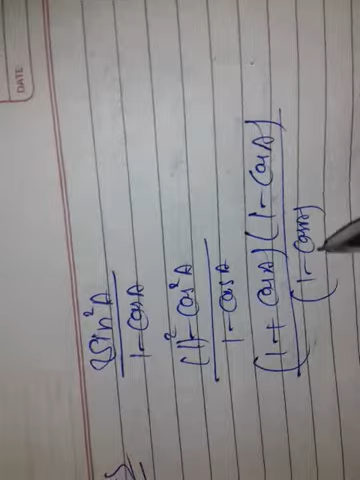 DATE
Sin²A / 1-CosA
(1)²-Cos²A / 1-CosA
(1+CosA)(1-CosA) / (1-CosA)